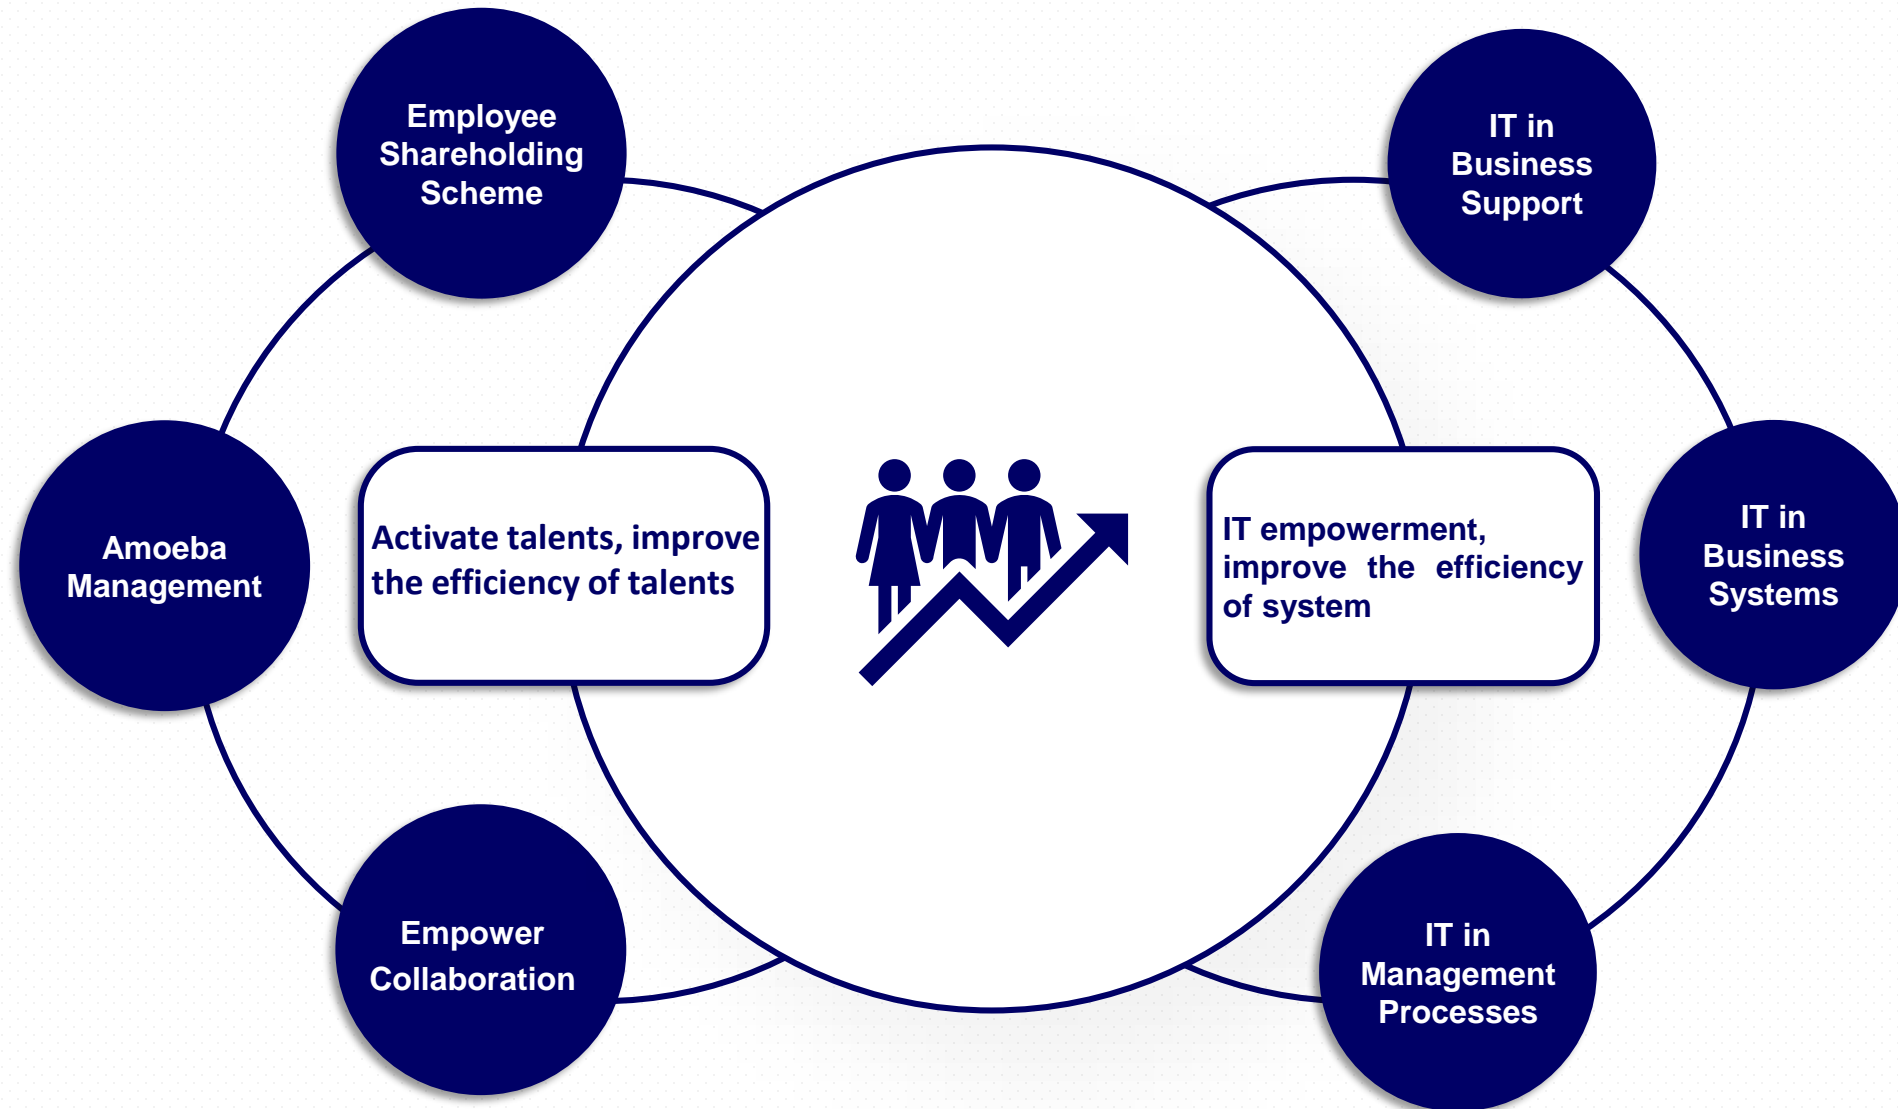 Employee
Shareholding
Scheme
Amoeba
Management
Empower
Collaboration
Activate talents, improve
the efficiency of talents
IT empowerment,
improve the efficiency
of system
IT in
Business
Support
IT in
Business
Systems
IT in
Management
Processes